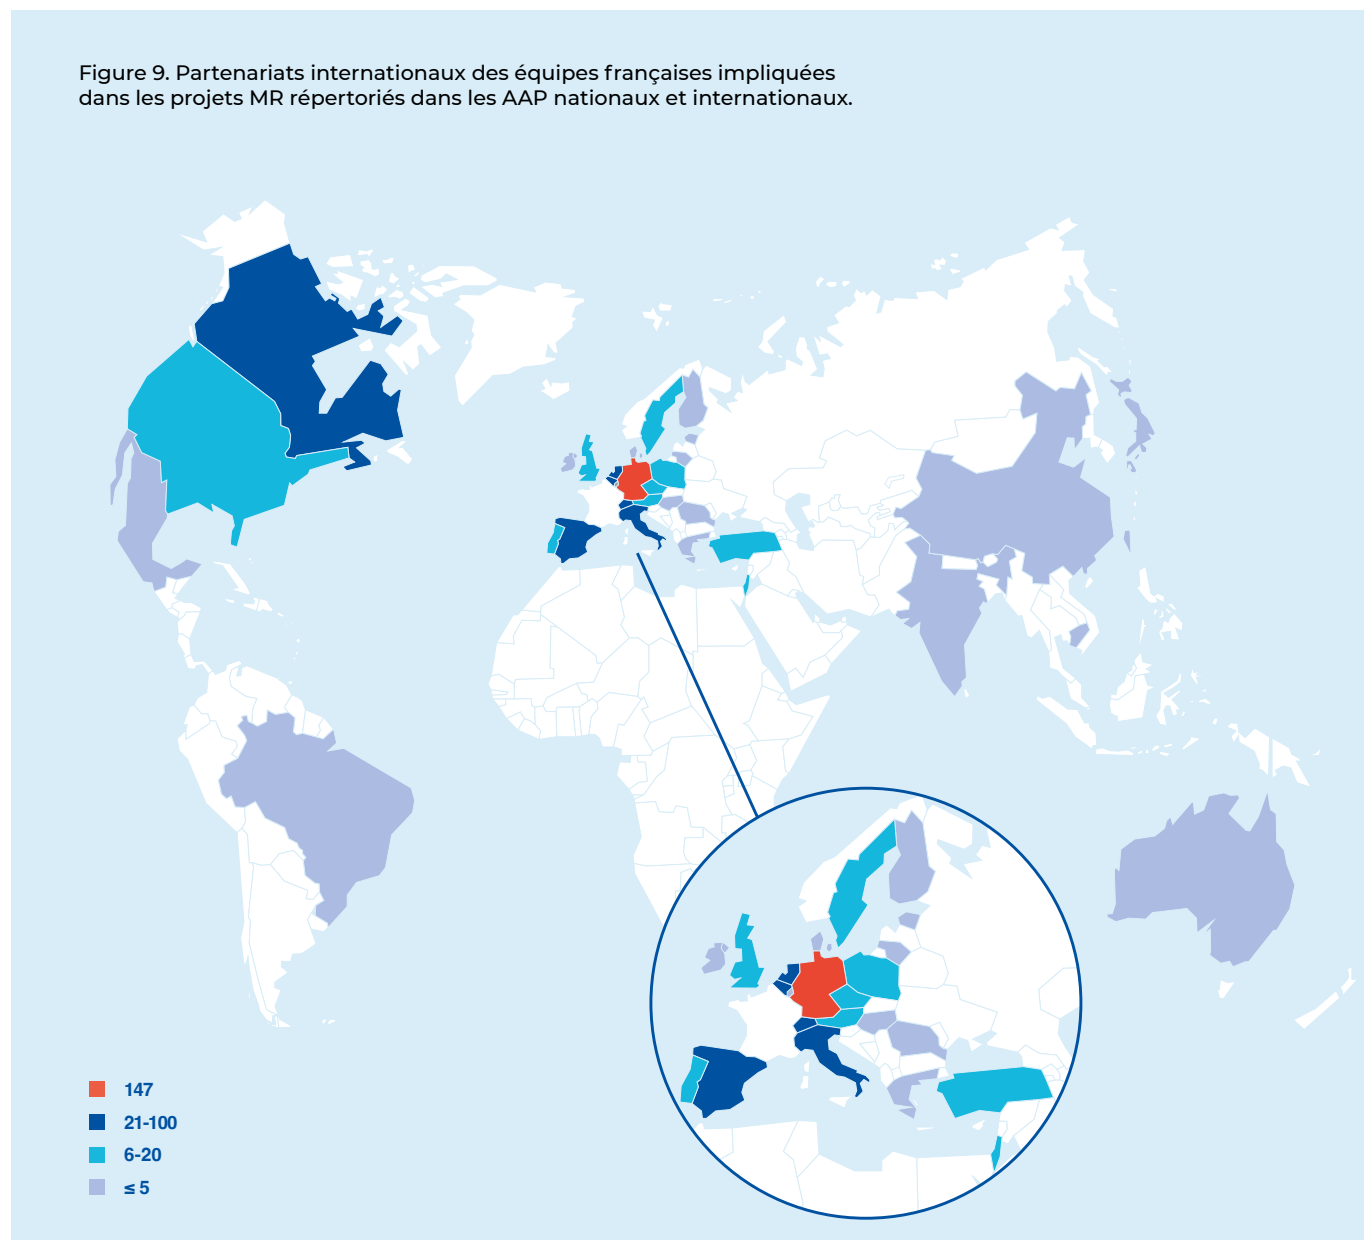 Figure 9. Partenariats internationaux des équipes françaises impliquées
dans les projets MR répertoriés dans les AAP nationaux et internationaux.
147
21-100
6-20
≤ 5